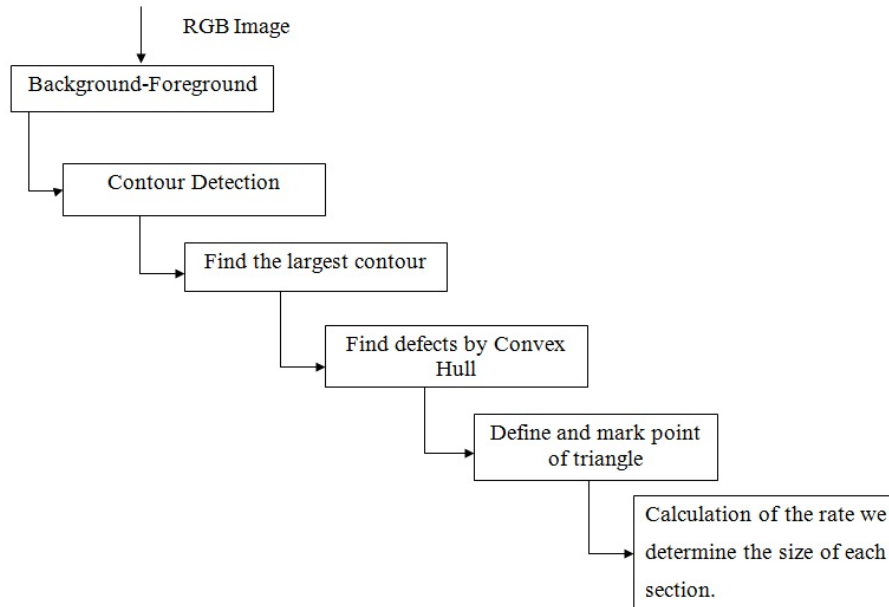 RGB Image
Background-Foreground
Contour Detection
Find the largest contour
Find defects by Convex
Hull
Define and mark point
of triangle
Calculation of the rate we
determine the size of each
section.